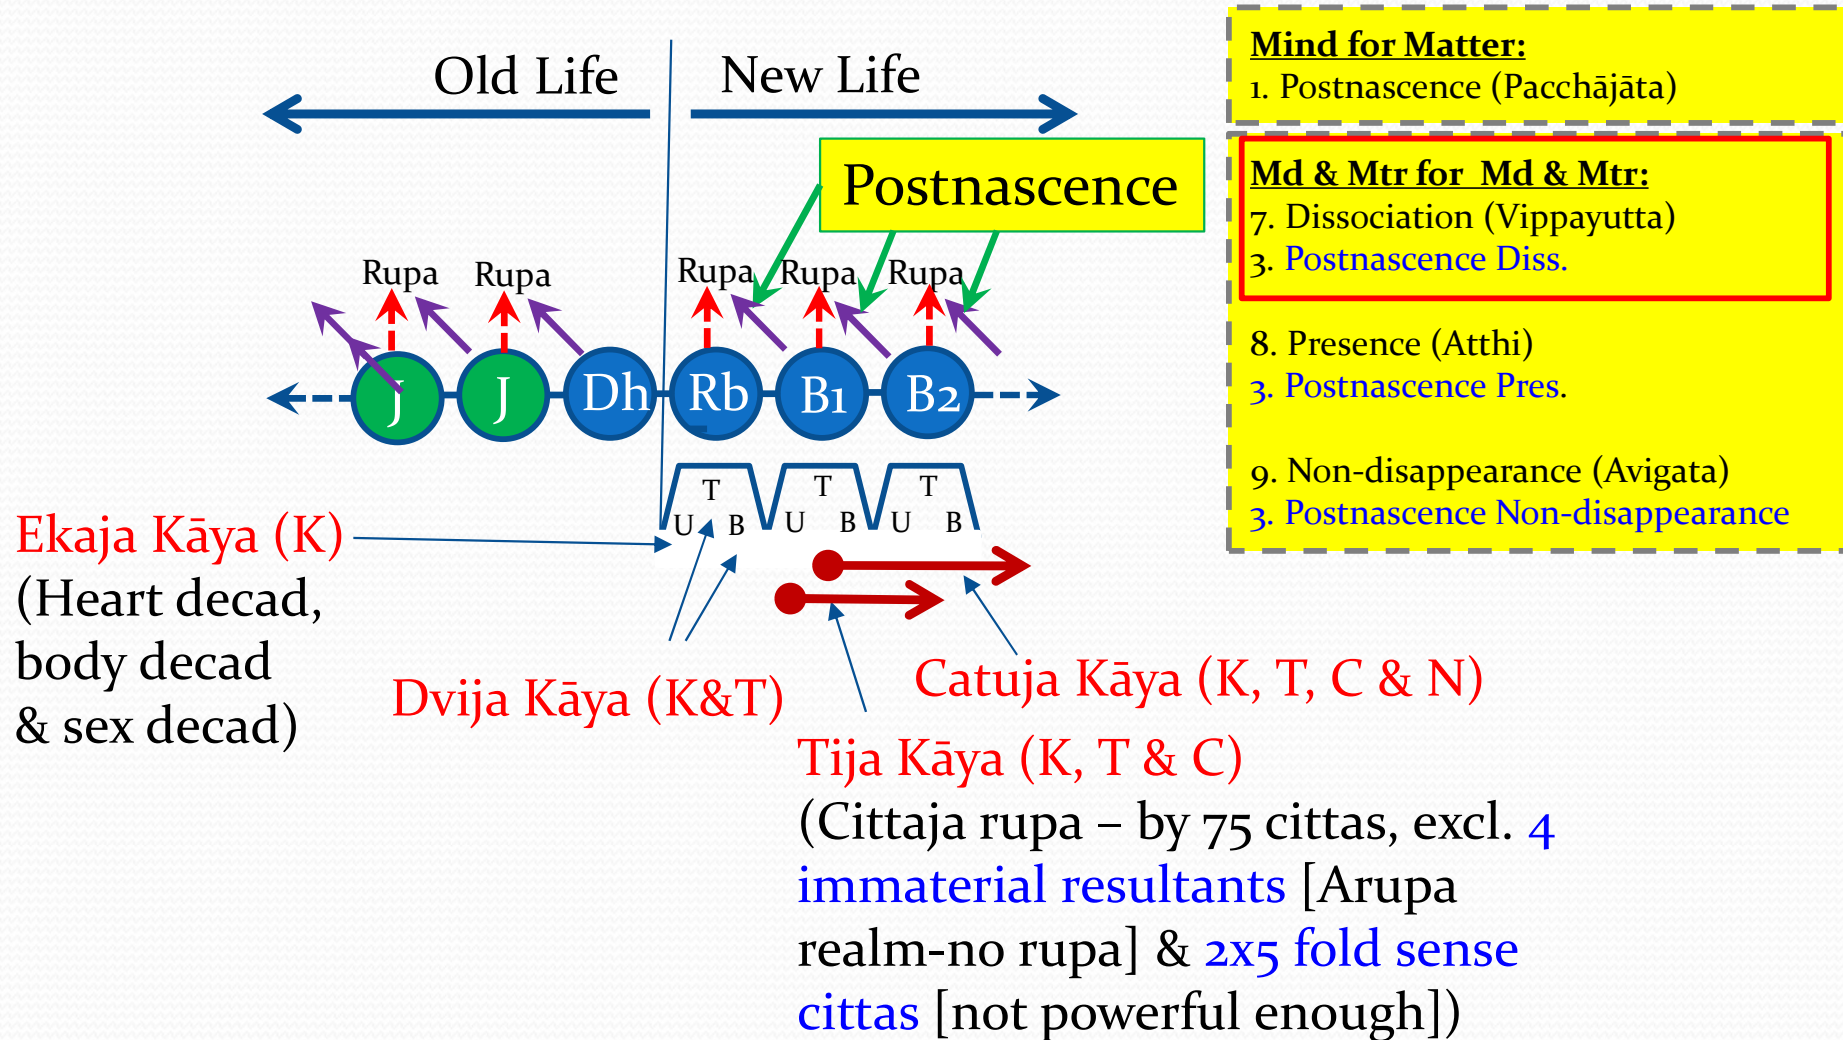 Old Life
New Life
Postnascence
Rupa
Rupa
Rupa
Rupa
Rupa
J
J
Dh
Rb
B1
B2
T
U B
T
U B
T
U B
Ekaja Kāya (K)
(Heart decad,
body decad
& sex decad)
Dvija Kāya (K&T)
Catuja Kāya (K, T, C & N)
Tija Kāya (K, T & C)
(Cittaja rupa – by 75 cittas, excl. 4
immaterial resultants [Arupa
realm-no rupa] & 2x5 fold sense
cittas [not powerful enough])
Mind for Matter:
1. Postnascence (Pacchājāta)
Md & Mtr for Md & Mtr:
7. Dissociation (Vippayutta)
3. Postnascence Diss.
8. Presence (Atthi)
3. Postnascence Pres.
9. Non-disappearance (Avigata)
3. Postnascence Non-disappearance